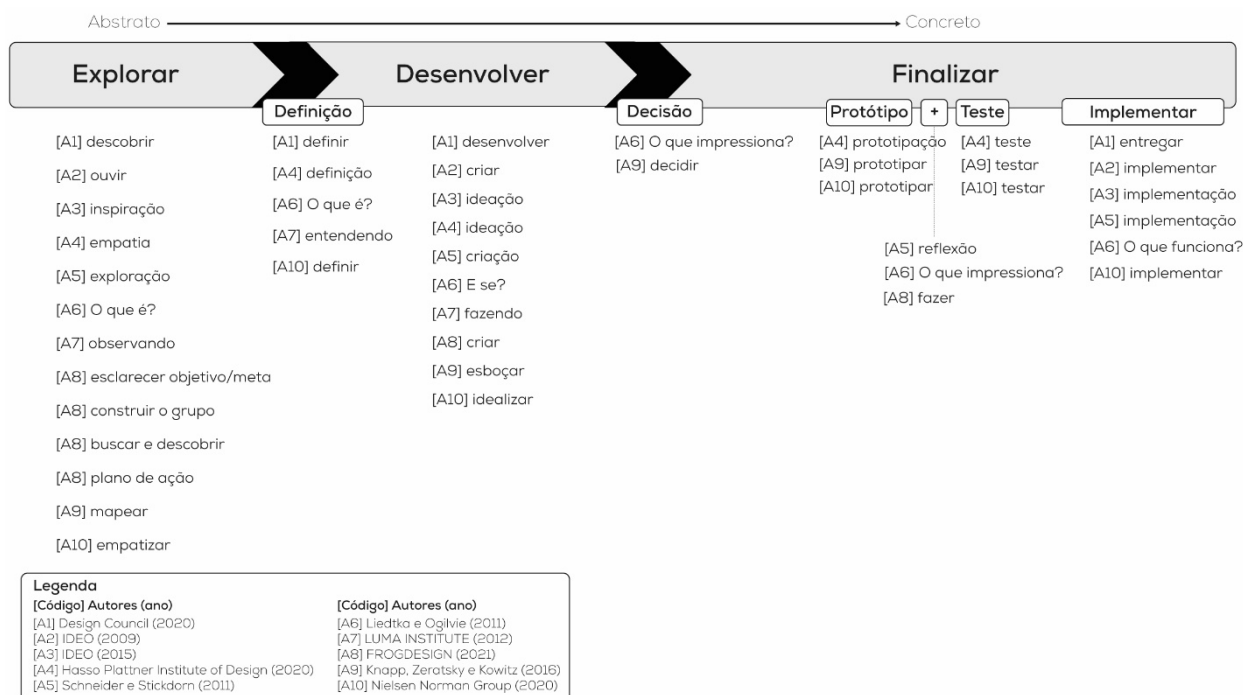 Abstrato
Concreto
Explorar
Desenvolver
Finalizar
Definição
Decisão
Protótipo
+
Teste
Implementar
[A1] descobrir
[A2] ouvir
[A3] inspiração
[A4] empatia
[A5] exploração
[A6] O que é?
[A7] observando
[A8] esclarecer objetivo/meta
[A8] construir o grupo
[A8] buscar e descobrir
[A8] plano de ação
[A9] mapear
[A10] empatizar
[A1] definir
[A4] definição
[A6] O que é?
[A7] entendendo
[A10] definir
[A1] desenvolver
[A2] criar
[A3] ideação
[A4] ideação
[A5] criação
[A6] E se?
[A7] fazendo
[A8] criar
[A9] esboçar
[A10] idealizar
[A6] O que impressiona?
[A9] decidir
[A4] prototipação
[A9] prototipar
[A10] prototipar
[A4] teste
[A9] testar
[A10] testar
[A5] reflexão
[A6] O que impressiona?
[A8] fazer
[A1] entregar
[A2] implementar
[A3] implementação
[A5] implementação
[A6] O que funciona?
[A10] implementar
Legenda
[Código] Autores (ano)
[A1] Design Council (2020)
[A2] IDEO (2009)
[A3] IDEO (2015)
[A4] Hasso Plattner Institute of Design (2020)
[A5] Schneider e Stickdorn (2011)
[Código] Autores (ano)
[A6] Liedtka e Ogilvie (2011)
[A7] LUMA INSTITUTE (2012)
[A8] FROGDESIGN (2021)
[A9] Knapp, Zeratsky e Kowitz (2016)
[A10] Nielsen Norman Group (2020)